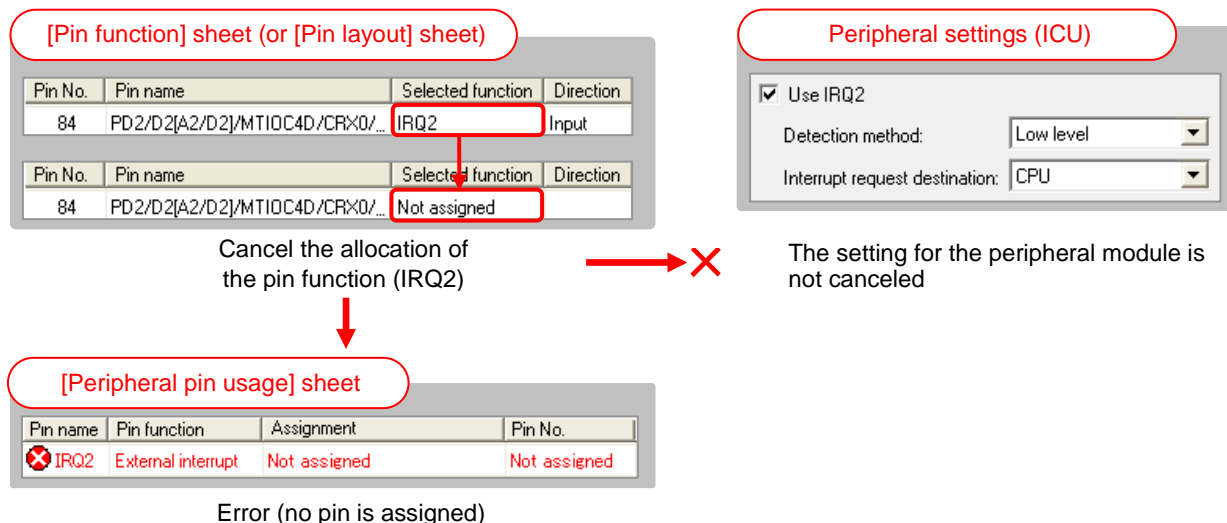 [Pin function] sheet (or [Pin layout] sheet)
Pin No. Pin name Selected function Direction
84 PD2/D2[A2/D2]/MTIOC4D/CRX0/... IRQ2 Input
Pin No. Pin name Selected function Direction
84 PD2/D2[A2/D2]/MTIOC4D/CRX0/... Not assigned
Cancel the allocation of
the pin function (IRQ2)
Peripheral settings (ICU)
Use IRQ2
Detection method: Low level
Interrupt request destination: CPU
The setting for the peripheral module is
not canceled
[Peripheral pin usage] sheet
Pin name Pin function Assignment Pin No.
IRQ2 External interrupt Not assigned Not assigned
Error (no pin is assigned)